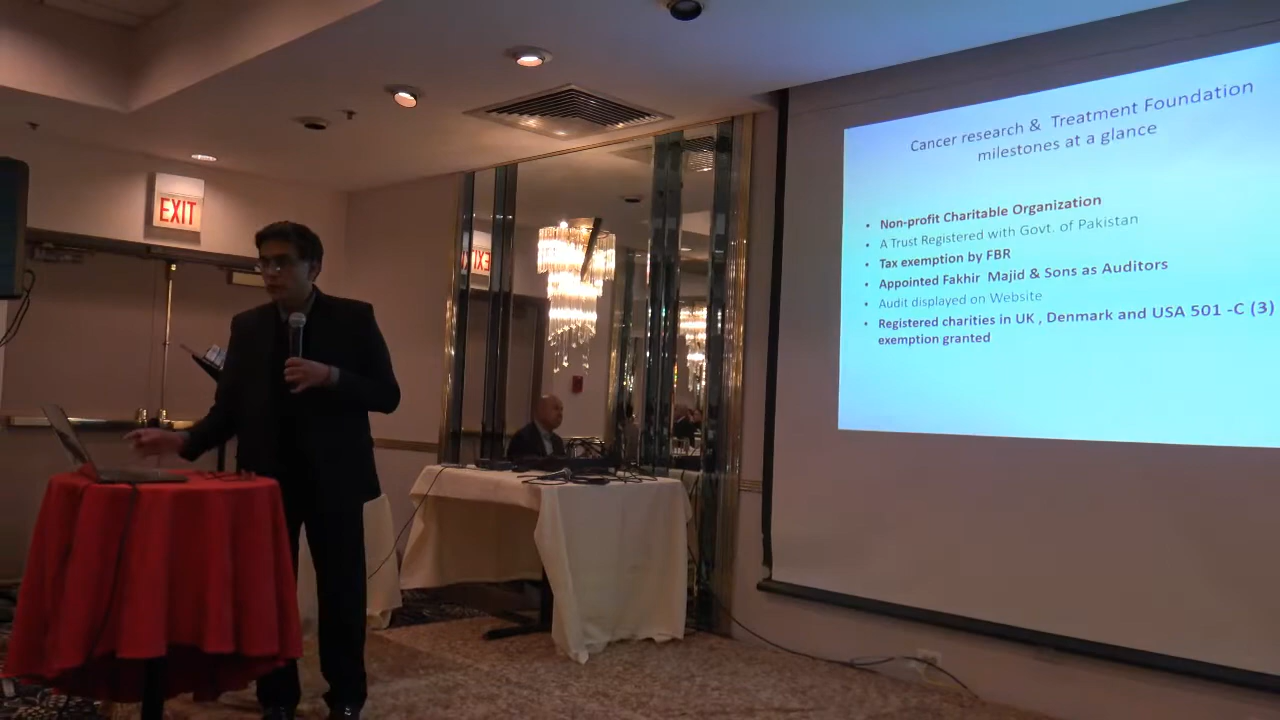 EXIT
EXI
Cancer research & Treatment Foundation
milestones at a glance
• Non-profit Charitable Organization
• A Trust Registered with Govt. of Pakistan
• Tax exemption by FBR
• Appointed Fakhir Majid & Sons as Auditors
• Audit displayed on Website
• Registered charities in UK , Denmark and USA 501 -C (3)
exemption granted